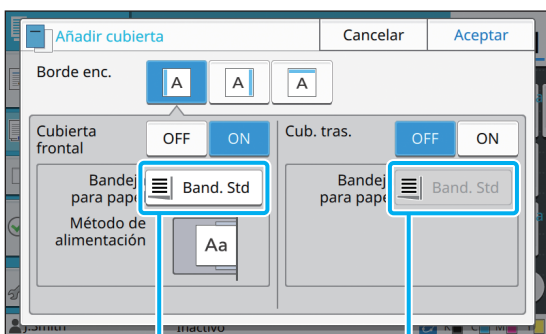 Añadir cubierta
Cancelar
Aceptar
Borde enc.
A
A
A
Cubierta
frontal
OFF
ON
Cub. tras.
OFF
ON
Bandej
para pape
Band. Std
Bandej
para pape
Band. Std
Método de
alimentación
Aa
Inactivo
K
C
M
Y